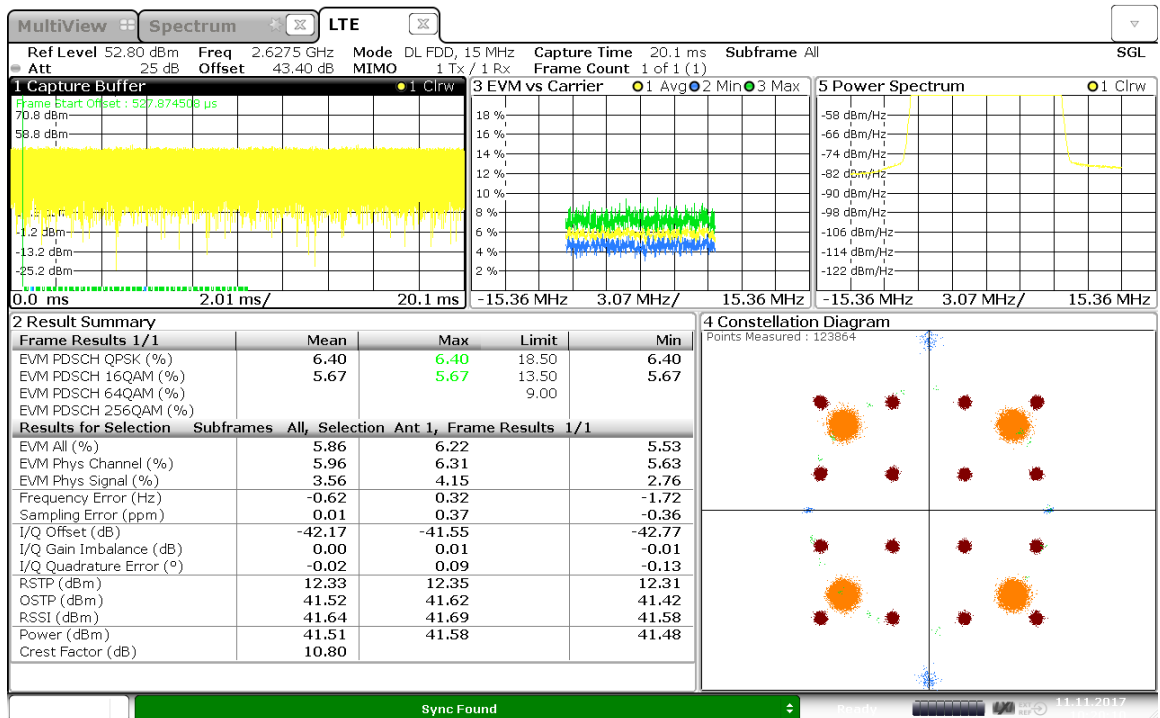 MultiView Spectrum LTE
Ref Level 52.80 dBm Freq 2.6275 GHz Mode DL FDD, 15 MHz Capture Time 20.1 ms Subframe All SGL
Att 25 dB Offset 43.40 dB MIMO 1 Tx / 1 Rx Frame Count 1 of 1 (1)
1 Capture Buffer 1 Clrw
Frame Start Offset : 527.874508 µs
70.8 dBm
58.8 dBm
-1.2 dBm
-13.2 dBm
-25.2 dBm
0.0 ms 2.01 ms/ 20.1 ms
3 EVM vs Carrier 1 Avg 2 Min 3 Max
18 %
16 %
14 %
12 %
10 %
8 %
6 %
4 %
2 %
-15.36 MHz 3.07 MHz/ 15.36 MHz
5 Power Spectrum 1 Clrw
-58 dBm/Hz
-66 dBm/Hz
-74 dBm/Hz
-82 dBm/Hz
-90 dBm/Hz
-98 dBm/Hz
-106 dBm/Hz
-114 dBm/Hz
-122 dBm/Hz
-15.36 MHz 3.07 MHz/ 15.36 MHz
2 Result Summary
Frame Results 1/1 Mean Max Limit Min
EVM PDSCH QPSK (%) 6.40 6.40 18.50 6.40
EVM PDSCH 16QAM (%) 5.67 5.67 13.50 5.67
EVM PDSCH 64QAM (%) 9.00
EVM PDSCH 256QAM (%)
Results for Selection Subframes All, Selection Ant 1, Frame Results 1/1
EVM All (%) 5.86 6.22 5.53
EVM Phys Channel (%) 5.96 6.31 5.63
EVM Phys Signal (%) 3.56 4.15 2.76
Frequency Error (Hz) -0.62 0.32 -1.72
Sampling Error (ppm) 0.01 0.37 -0.36
I/Q Offset (dB) -42.17 -41.55 -42.77
I/Q Gain Imbalance (dB) 0.00 0.01 -0.01
I/Q Quadrature Error (°) -0.02 0.09 -0.13
RSTP (dBm) 12.33 12.35 12.31
OSTP (dBm) 41.52 41.62 41.42
RSSI (dBm) 41.64 41.69 41.58
Power (dBm) 41.51 41.58 41.48
Crest Factor (dB) 10.80
4 Constellation Diagram
Points Measured : 123864
Sync Found Ready LXI EXT REF 11.11.2017